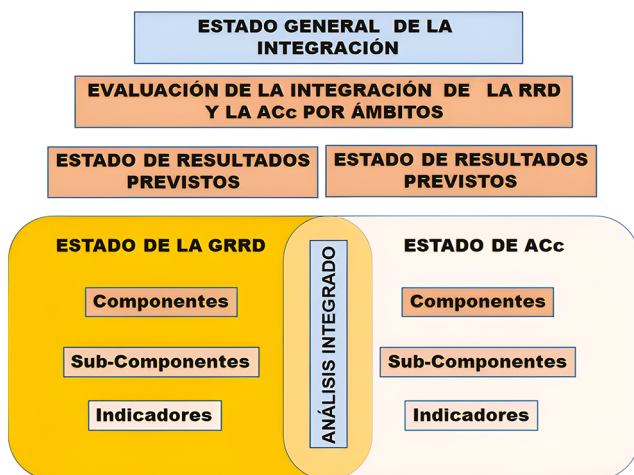 ESTADO GENERAL DE LA
INTEGRACIÓN
EVALUACIÓN DE LA INTEGRACIÓN DE LA RRD
Y LA ACc POR ÁMBITOS
ESTADO DE RESULTADOS
PREVISTOS
ESTADO DE RESULTADOS
PREVISTOS
ESTADO DE LA GRRD
Componentes
Sub-Componentes
Indicadores
ANÁLISIS INTEGRADO
ESTADO DE ACc
Componentes
Sub-Componentes
Indicadores